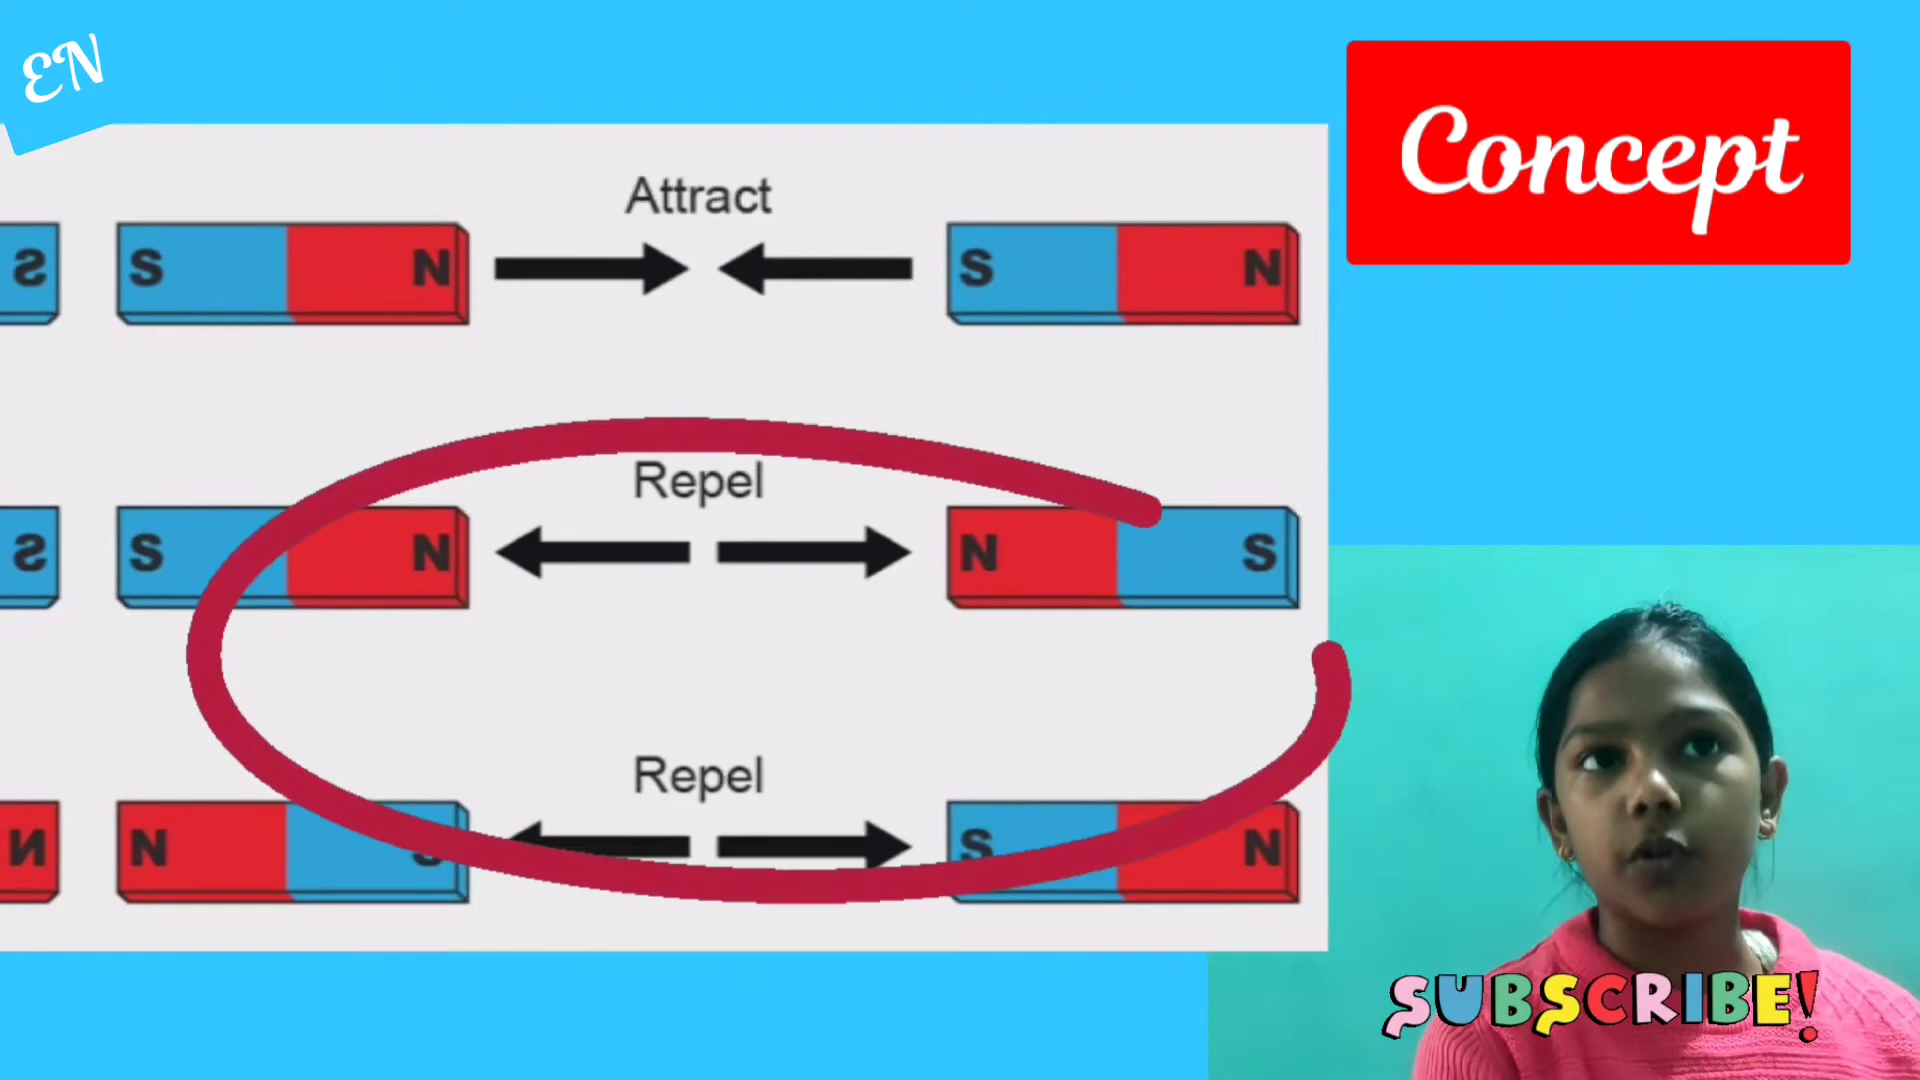 EN
Concept
Attract
S S N S N
Repel
S S N N S
Repel
N N S S N
SUBSCRIBE!